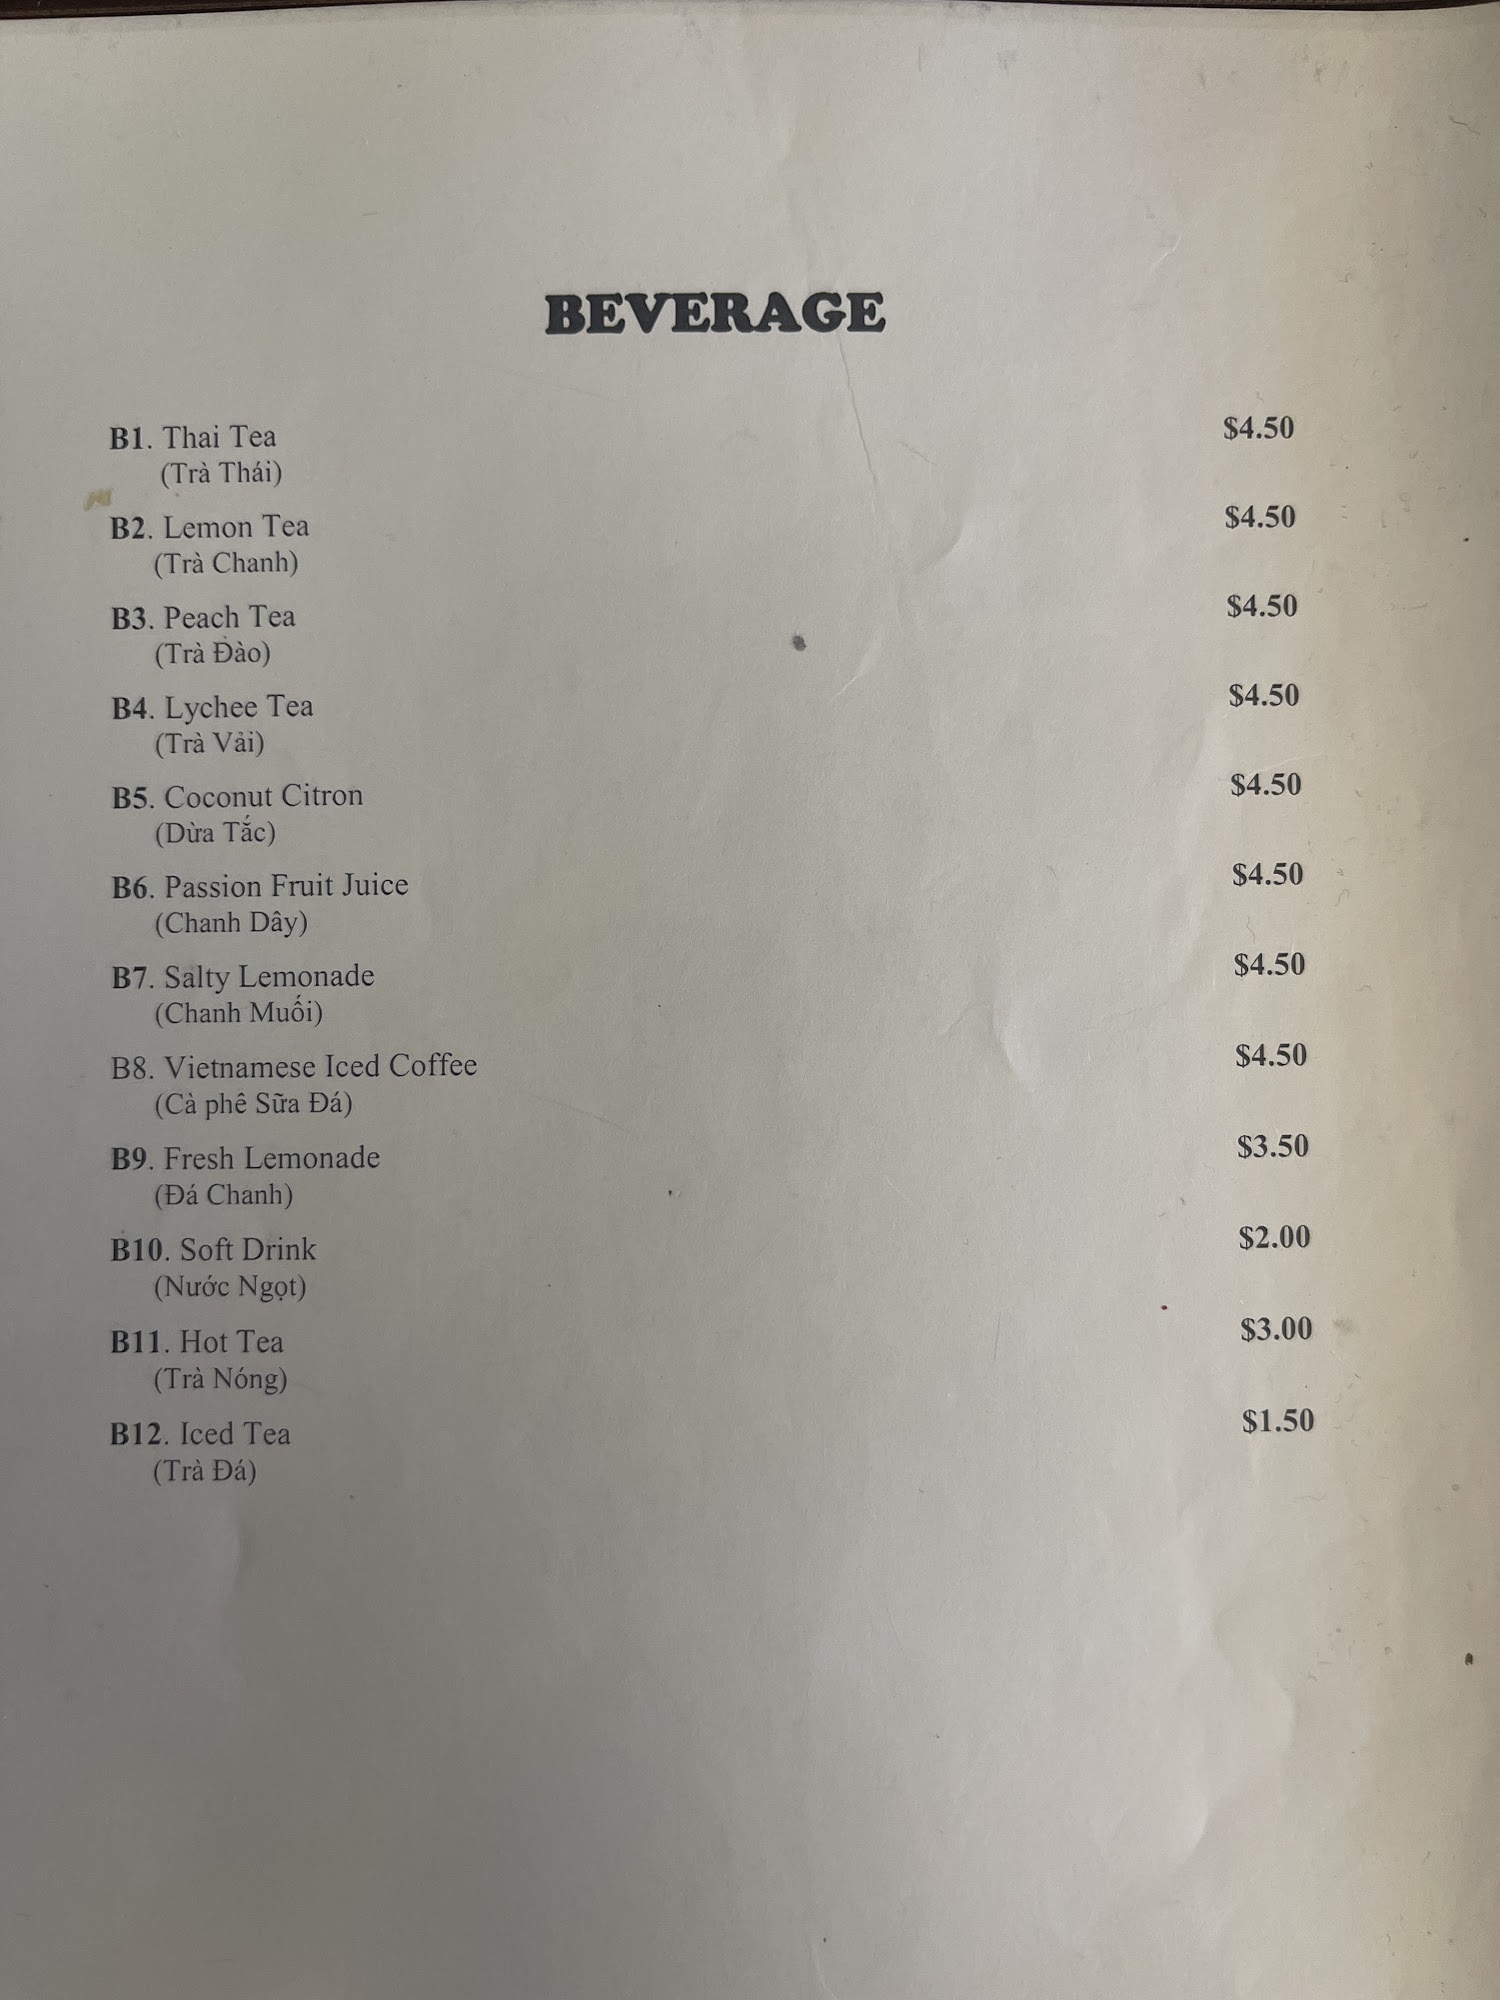 BEVERAGE
B1. Thai Tea $4.50
(Trà Thái)
B2. Lemon Tea $4.50
(Trà Chanh)
B3. Peach Tea $4.50
(Trà Đào)
B4. Lychee Tea $4.50
(Trà Vải)
B5. Coconut Citron $4.50
(Dừa Tắc)
B6. Passion Fruit Juice $4.50
(Chanh Dây)
B7. Salty Lemonade $4.50
(Chanh Muối)
B8. Vietnamese Iced Coffee $4.50
(Cà phê Sữa Đá)
B9. Fresh Lemonade $3.50
(Đá Chanh)
B10. Soft Drink $2.00
(Nước Ngọt)
B11. Hot Tea $3.00
(Trà Nóng)
B12. Iced Tea $1.50
(Trà Đá)